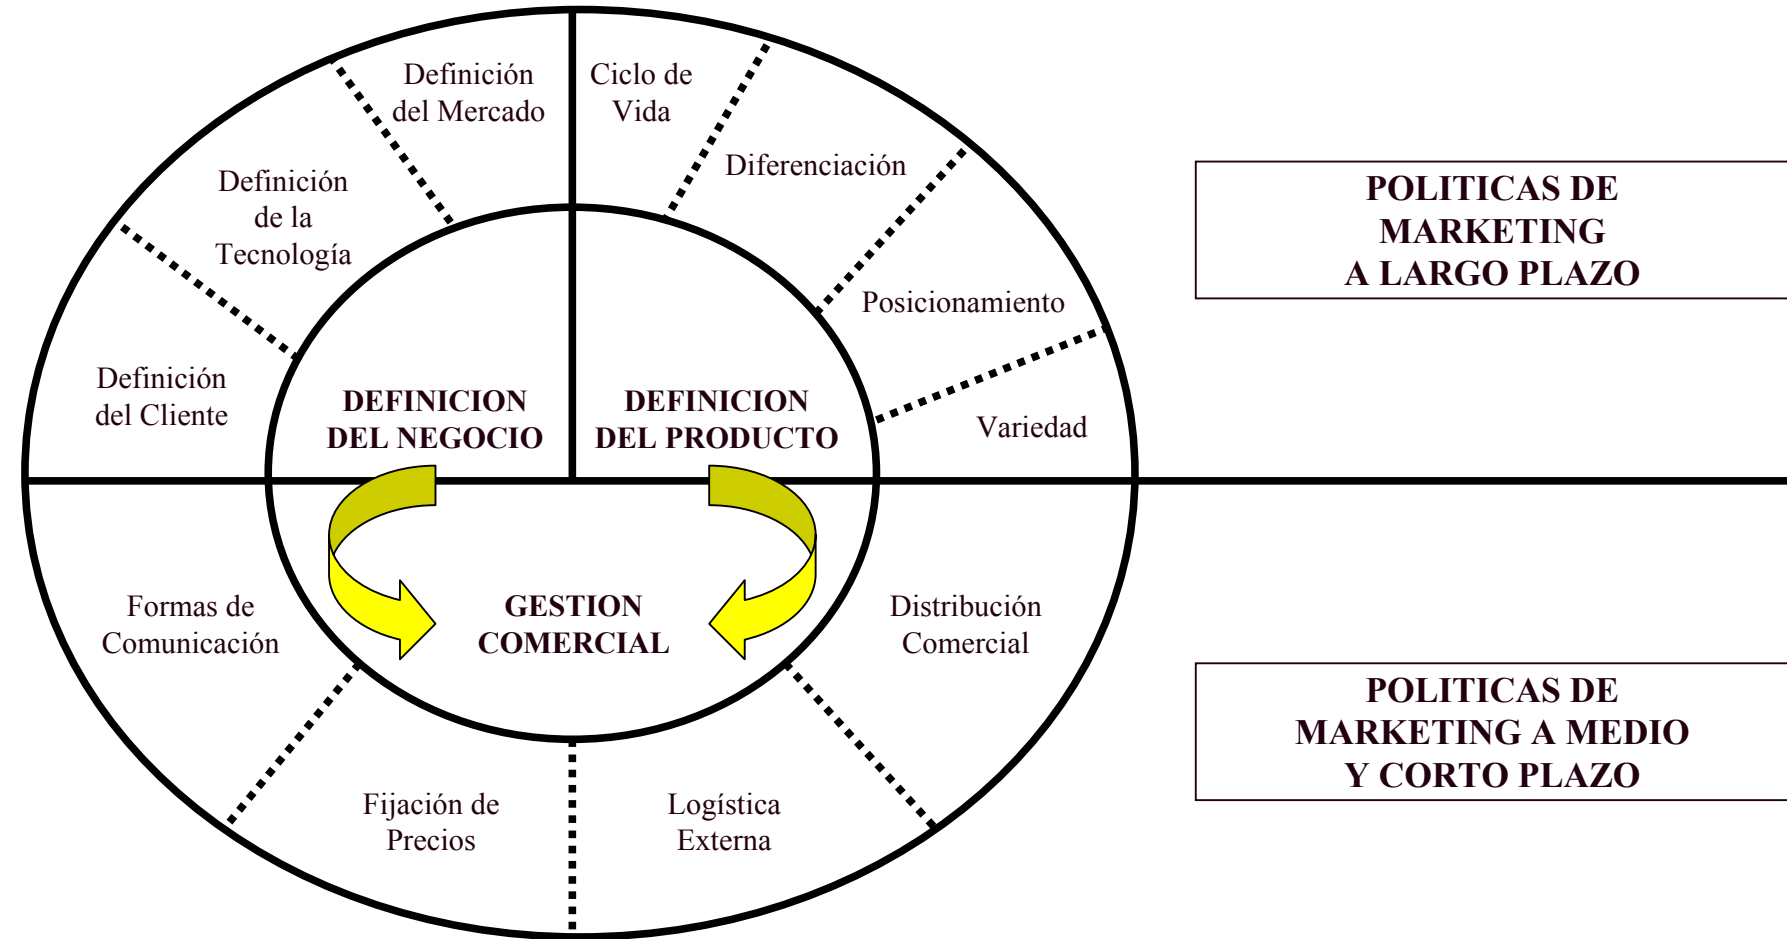 Definición
del Mercado
Ciclo de
Vida
Diferenciación
Definición
de la
Tecnología
Posicionamiento
Definición
del Cliente
Variedad
DEFINICION
DEL NEGOCIO
DEFINICION
DEL PRODUCTO
POLITICAS DE
MARKETING
A LARGO PLAZO
Formas de
Comunicación
GESTION
COMERCIAL
Distribución
Comercial
Fijación de
Precios
Logística
Externa
POLITICAS DE
MARKETING A MEDIO
Y CORTO PLAZO